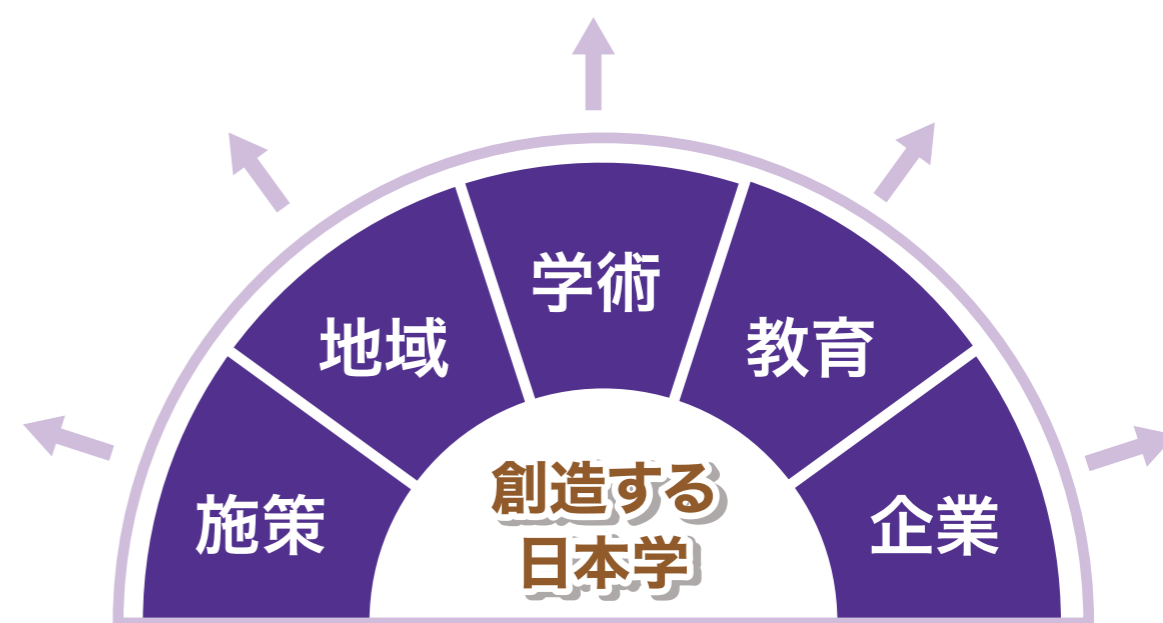 施策
地域
学術
教育
企業
創造する
日本学